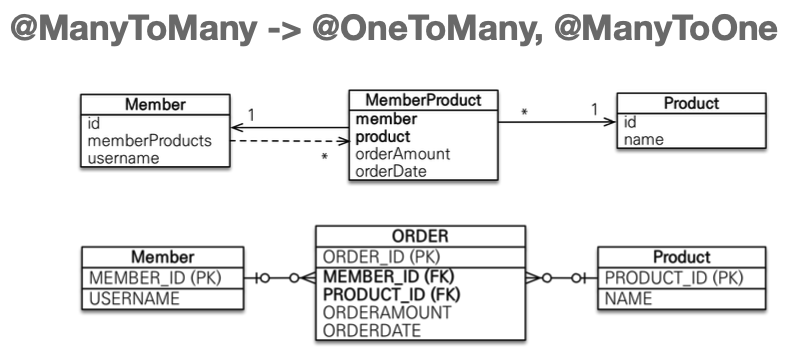 @ManyToMany -> @OneToMany, @ManyToOne
Member
id
memberProducts
username
1
*
MemberProduct
member
product
orderAmount
orderDate
*
1
Product
id
name
Member
MEMBER_ID (PK)
USERNAME
ORDER
ORDER_ID (PK)
MEMBER_ID (FK)
PRODUCT_ID (FK)
ORDERAMOUNT
ORDERDATE
Product
PRODUCT_ID (PK)
NAME